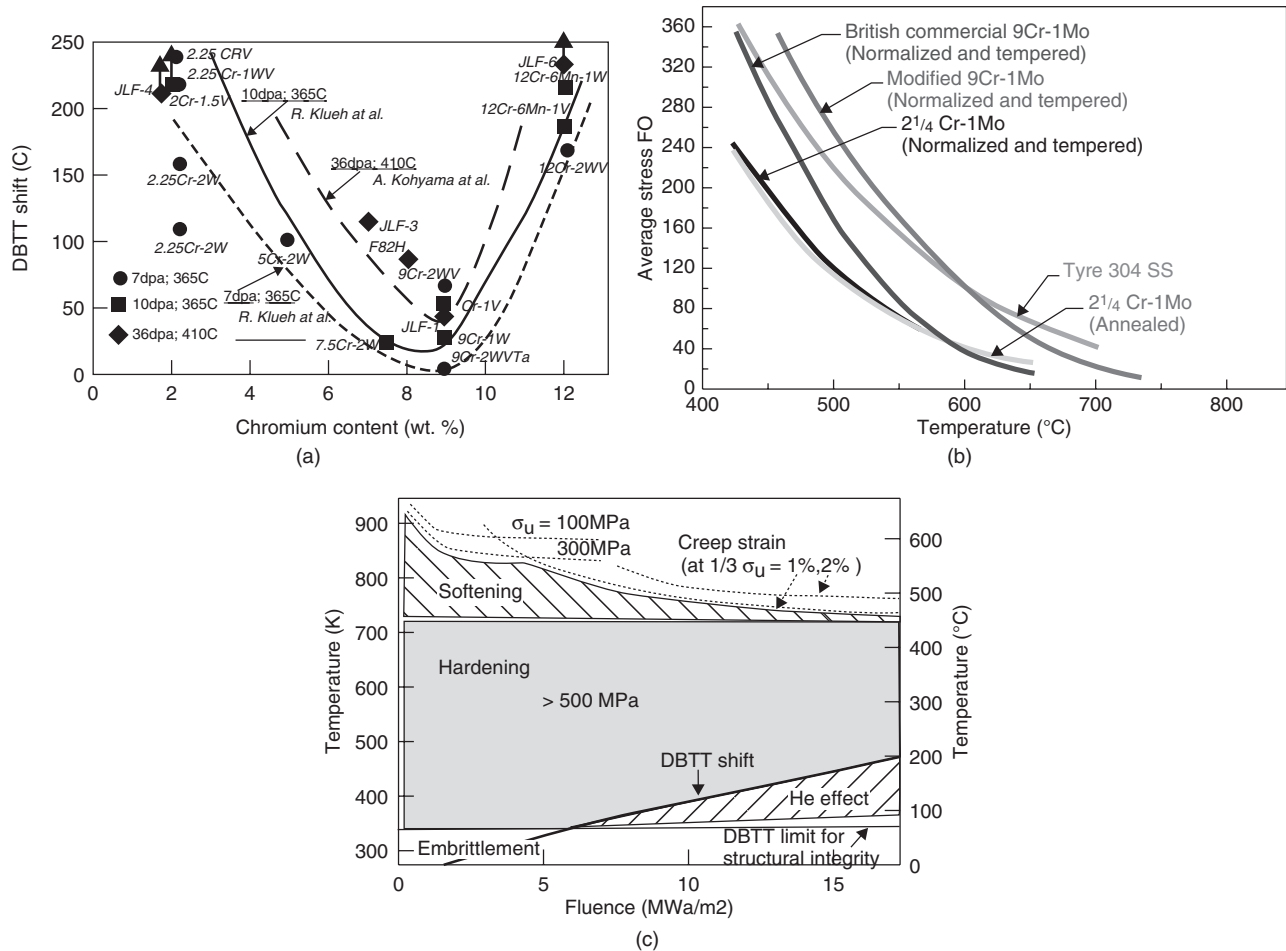 250
200
150
100
50
0
DBTT shift (C)
2.25 CRV
2.25 Cr-1WV
JLF-4
2Cr-1.5V
10dpa; 365C
R. Klueh at al.
36dpa; 410C
A. Kohyama at al.
2.25Cr-2W
2.25Cr-2W
5Cr-2W
JLF-3
F82H
9Cr-2WV
Cr-1V
JLF-1
7.5Cr-2W
9Cr-1W
9Cr-2WVTa
JLF-6
12Cr-6Mn-1W
12Cr-6Mn-1V
12Cr-2WV
7dpa; 365C
10dpa; 365C
36dpa; 410C
7dpa; 365C
R. Klueh et al.
0 2 4 6 8 10 12
Chromium content (wt. %)
(a)
360
320
280
240
200
160
120
80
40
0
Average stress FO
British commercial 9Cr-1Mo
(Normalized and tempered)
Modified 9Cr-1Mo
(Normalized and tempered)
2 1/4 Cr-1Mo
(Normalized and tempered)
Tyre 304 SS
2 1/4 Cr-1Mo
(Annealed)
400 500 600 700 800
Temperature (°C)
(b)
900
800
700
600
500
400
300
Temperature (K)
σu = 100MPa
300MPa
Creep strain
(at 1/3 σu = 1%,2% )
Softening
Hardening
> 500 MPa
DBTT shift
He effect
Embrittlement
DBTT limit for
structural integrity
600
500
400
300
200
100
0
Temperature (°C)
0 5 10 15
Fluence (MWa/m2)
(c)